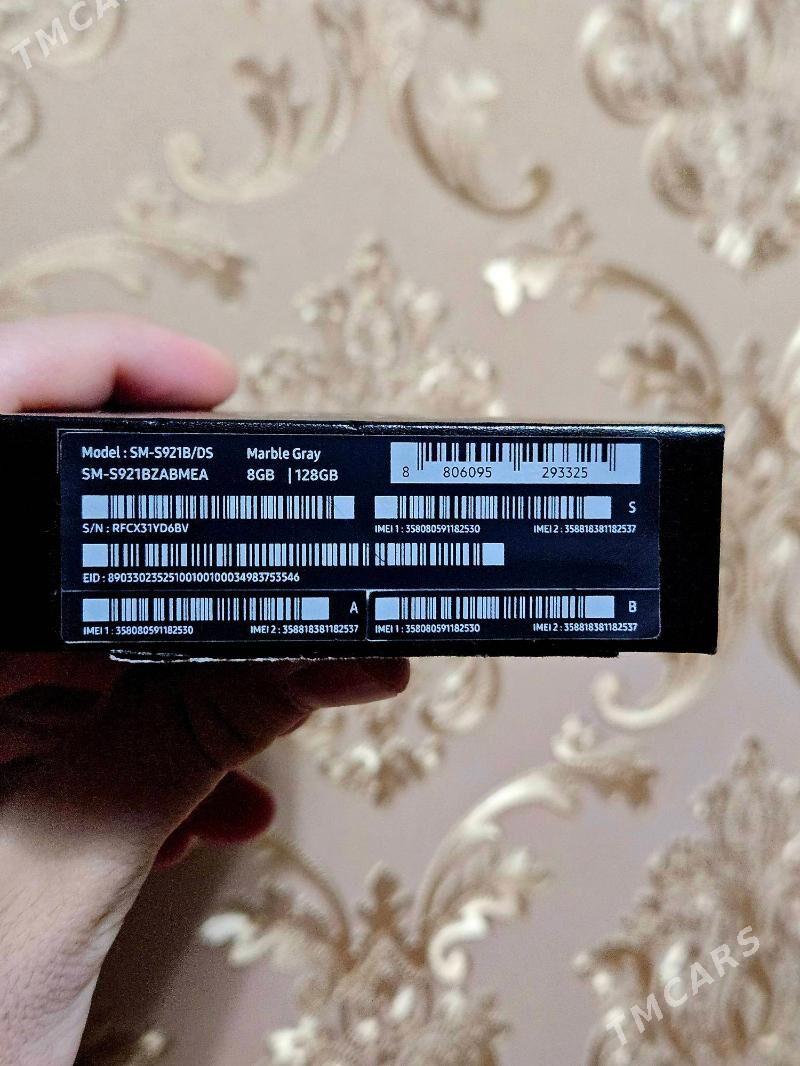 TMCARS
Model : SM-S921B/DS Marble Gray
SM-S921BZABMEA 8GB | 128GB
8 806095 293325
S/N : RFCX31YD6BV
IMEI 1 : 358080591182530 IMEI 2 : 358818381182537
S
EID : 89033023525100100100034983753546
A
IMEI 1 : 358080591182530 IMEI 2 : 358818381182537
B
IMEI 1 : 358080591182530 IMEI 2 : 358818381182537
TMCARS